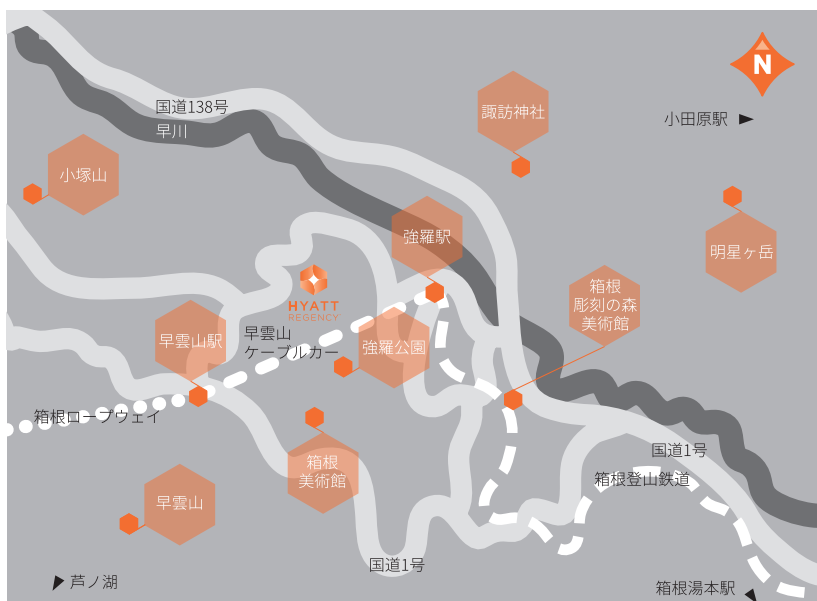 N
国道138号
早川
諏訪神社
小田原駅
小塚山
強羅駅
明星ヶ岳
箱根
彫刻の森
美術館
HYATT
REGENCY
早雲山駅
早雲山
ケーブルカー
強羅公園
箱根ロープウェイ
国道1号
箱根
美術館
箱根登山鉄道
早雲山
国道1号
芦ノ湖
箱根湯本駅